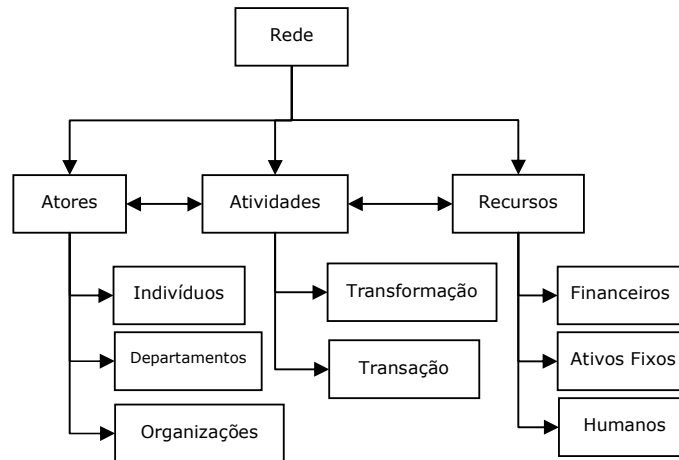 Rede
Atores
Atividades
Recursos
Indivíduos
Transformação
Financeiros
Departamentos
Transação
Ativos Fixos
Organizações
Humanos